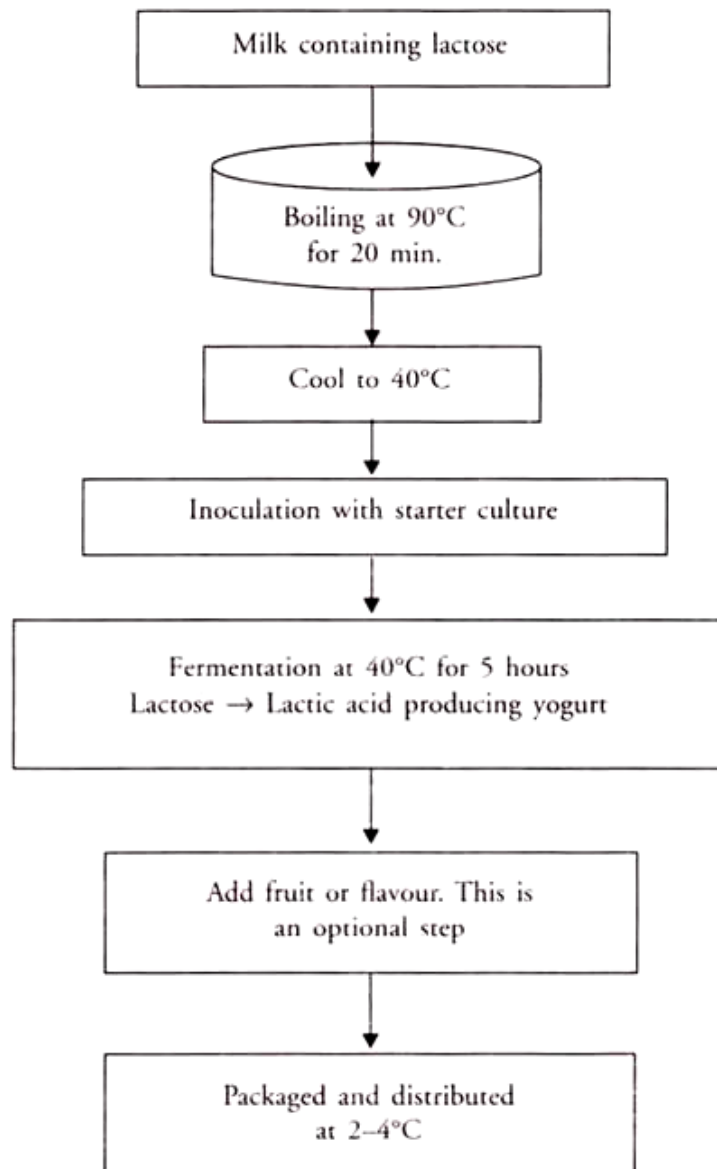 Milk containing lactose
Boiling at 90°C
for 20 min.
Cool to 40°C
Inoculation with starter culture
Fermentation at 40°C for 5 hours
Lactose → Lactic acid producing yogurt
Add fruit or flavour. This is
an optional step
Packaged and distributed
at 2–4°C